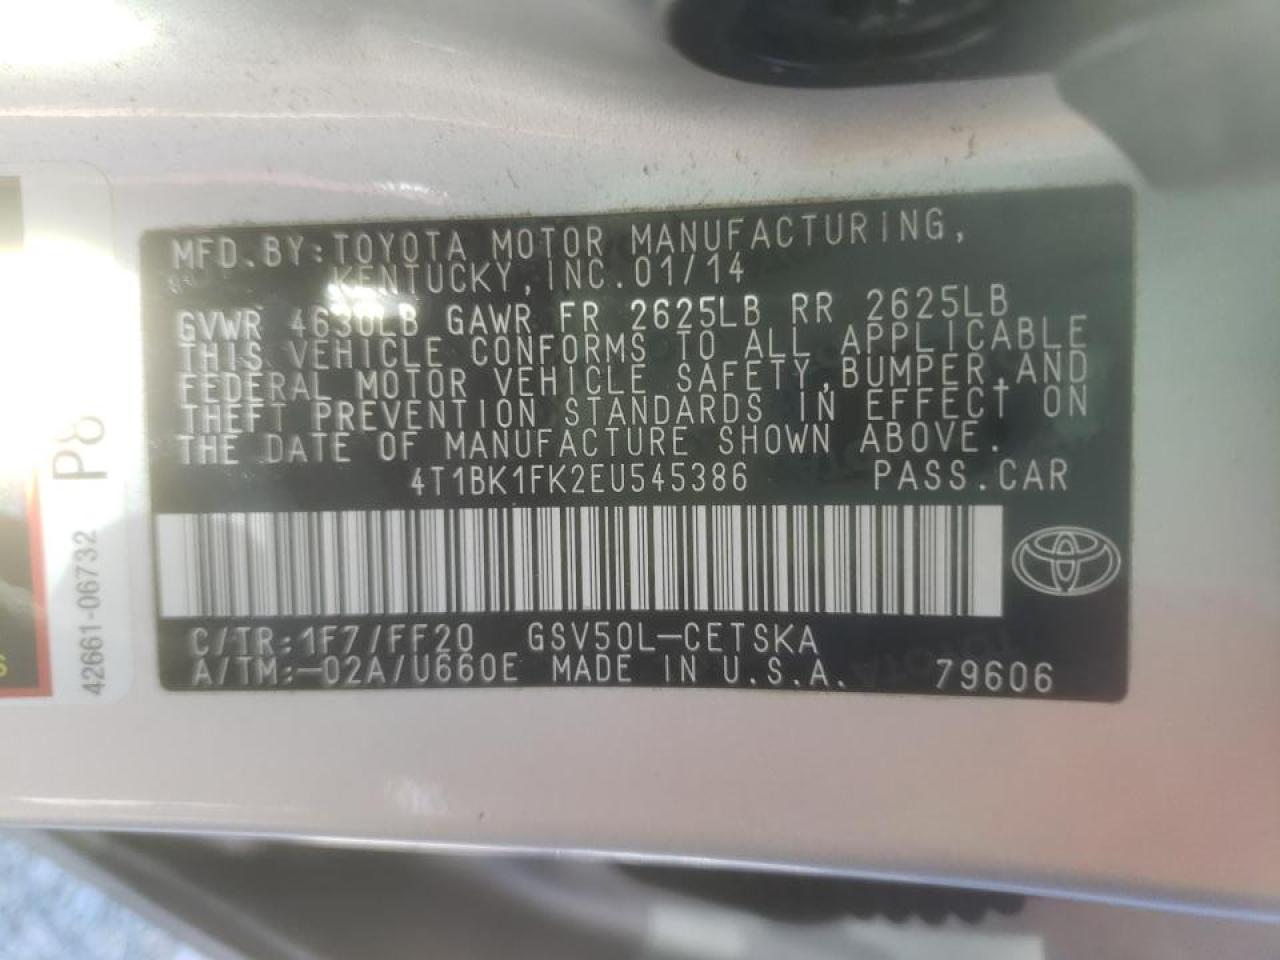 MFD.BY:TOYOTA MOTOR MANUFACTURING,
KENTUCKY,INC.01/14
GVWR 4630LB GAWR FR 2625LB RR 2625LB
THIS VEHICLE CONFORMS TO ALL APPLICABLE
FEDERAL MOTOR VEHICLE SAFETY,BUMPER,AND
THEFT PREVENTION STANDARDS IN EFFECT ON
THE DATE OF MANUFACTURE SHOWN ABOVE.
4T1BK1FK2EU545386 PASS.CAR
C/TR:1F7/FF20 GSV50L-CETSKA
A/TM:-02A/U660E MADE IN U.S.A. 79606
P8
42661-06732
S